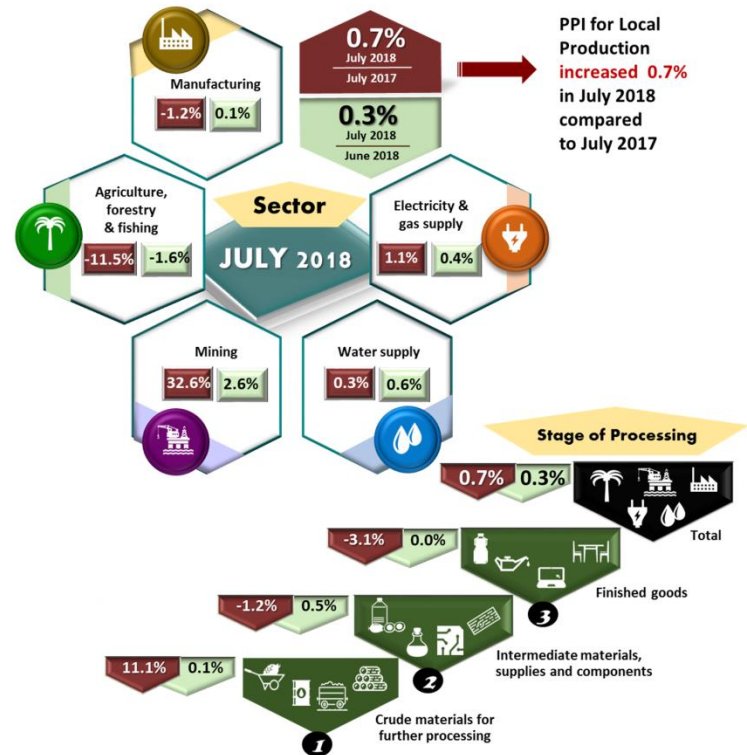 0.7%
July 2018
July 2017
0.3%
July 2018
June 2018
PPI for Local
Production
increased 0.7%
in July 2018
compared
to July 2017
Manufacturing
-1.2% 0.1%
Agriculture,
forestry
& fishing
-11.5% -1.6%
Sector
JULY 2018
Electricity &
gas supply
1.1% 0.4%
Mining
32.6% 2.6%
Water supply
0.3% 0.6%
Stage of Processing
0.7% 0.3%
Total
-3.1% 0.0%
Finished goods
3
-1.2% 0.5%
Intermediate materials,
supplies and components
2
11.1% 0.1%
Crude materials for
further processing
1